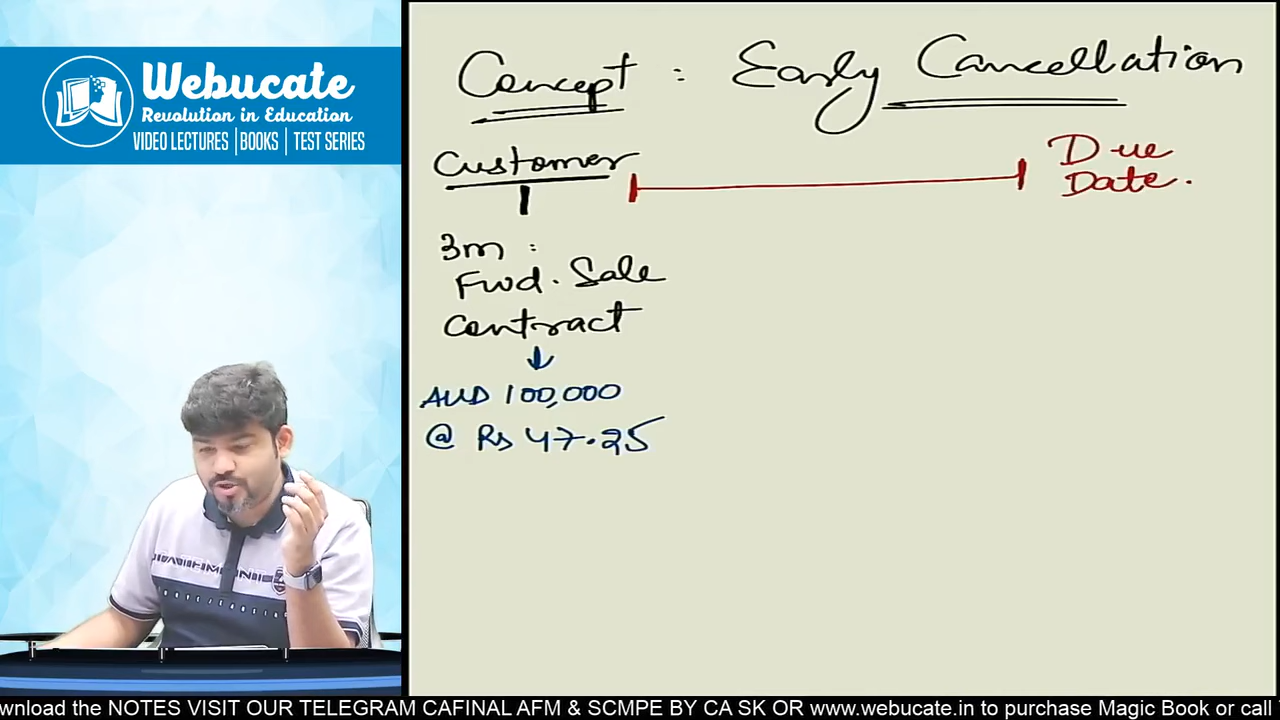 Webucate
Revolution in Education
VIDEO LECTURES | BOOKS | TEST SERIES
Concept : Early Cancellation
Customer
Due
Date.
3m :
Fwd. Sale
Contract
AUD 100,000
@ Rs 47.25
wnload the NOTES VISIT OUR TELEGRAM CAFINAL AFM & SCMPE BY CA SK OR www.webucate.in to purchase Magic Book or call